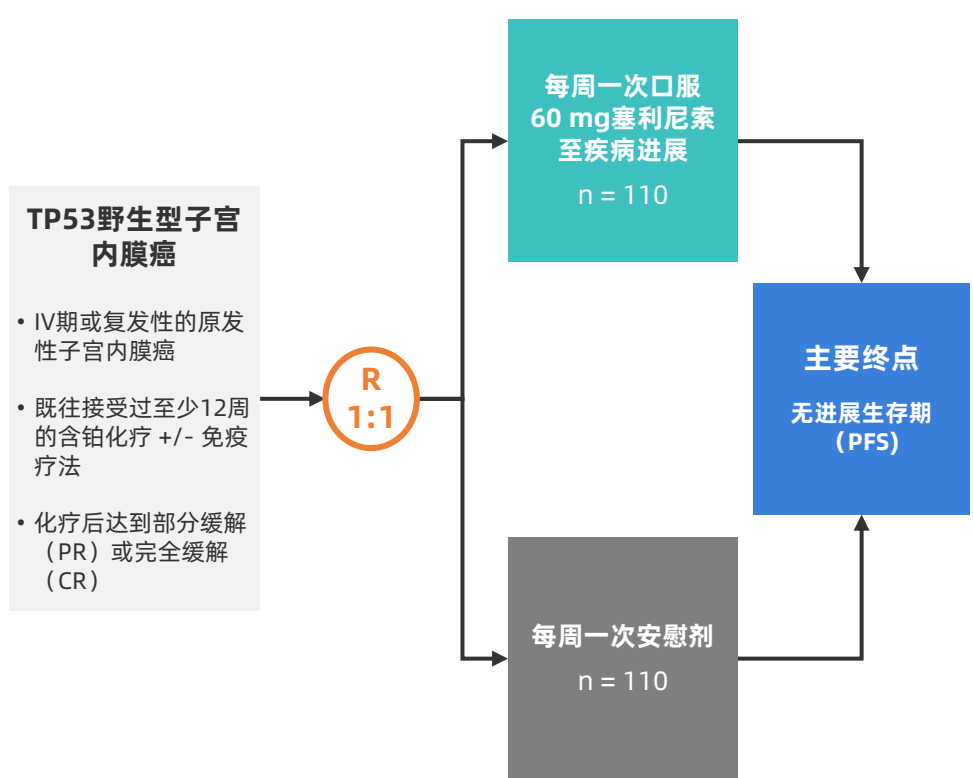 TP53野生型子宫
内膜癌
• IV期或复发性的原发
性子宫内膜癌
• 既往接受过至少12周
的含铂化疗 +/- 免疫
疗法
• 化疗后达到部分缓解
（PR）或完全缓解
（CR）
R
1:1
每周一次口服
60 mg塞利尼索
至疾病进展
n = 110
每周一次安慰剂
n = 110
主要终点
无进展生存期
（PFS)